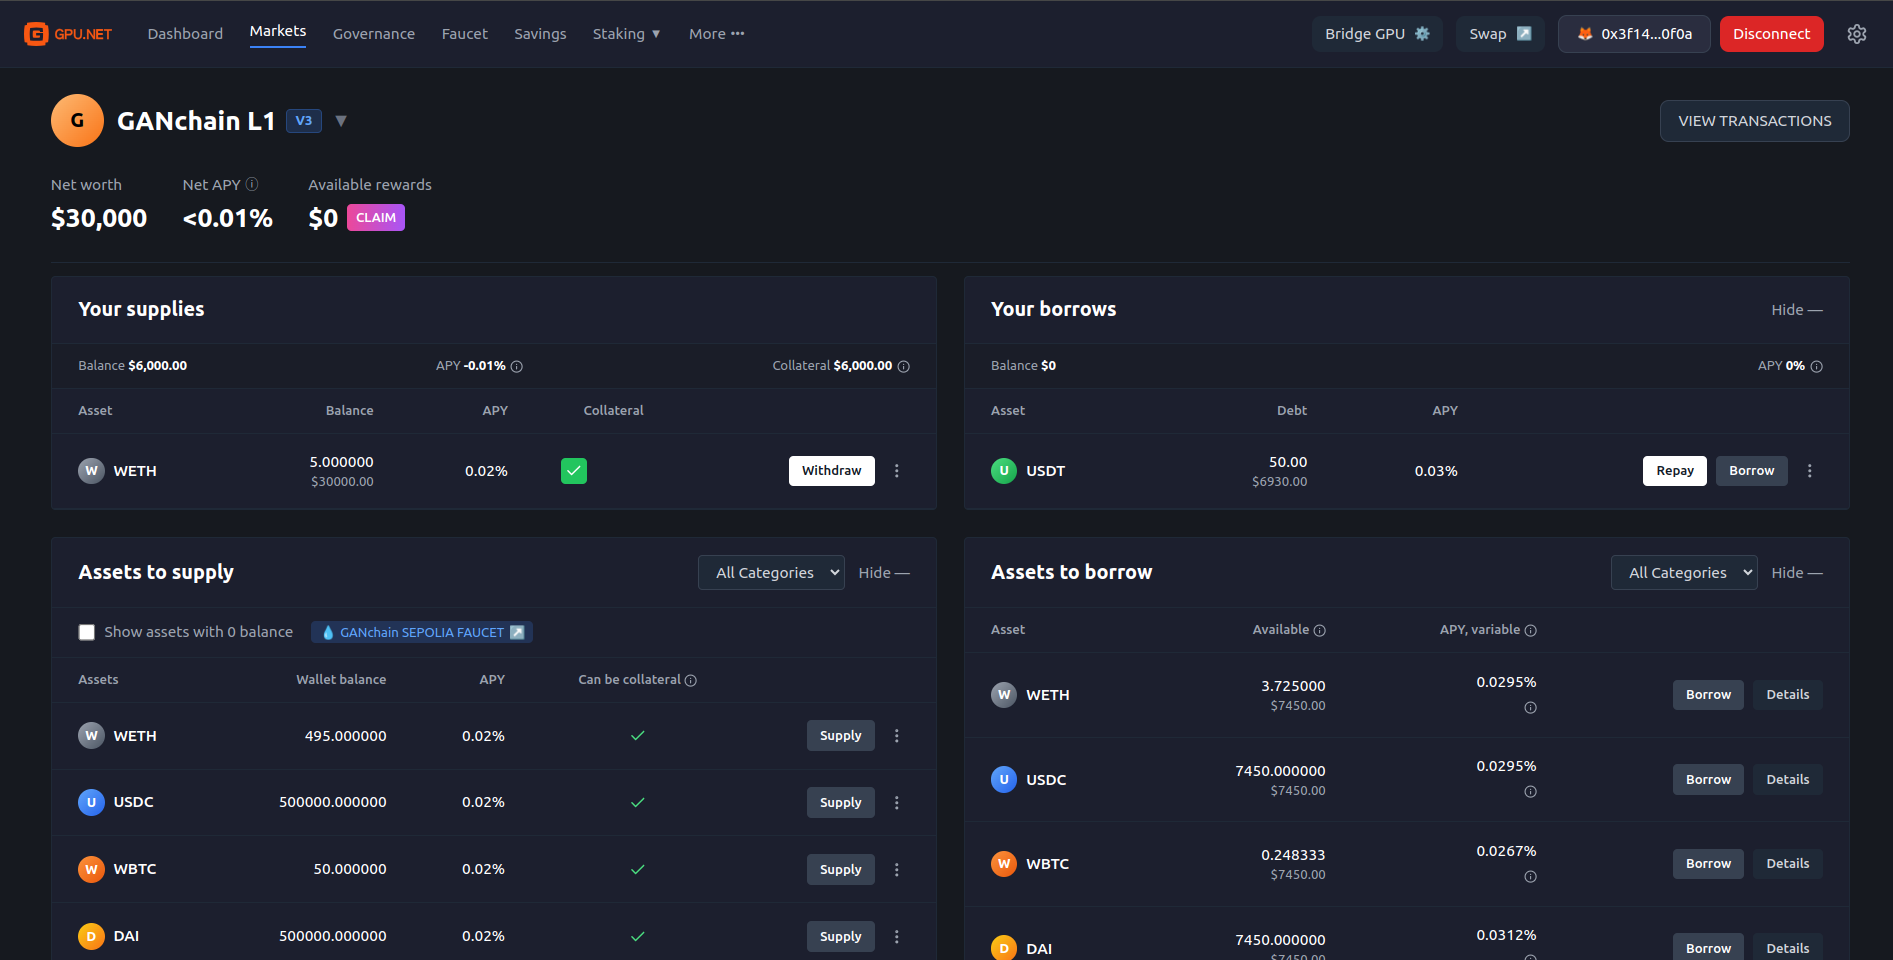 G GPU.NET Dashboard Markets Governance Faucet Savings Staking ▼ More ••• Bridge GPU Swap 0x3f14...0f0a Disconnect
G GANchain L1 V3 ▼ VIEW TRANSACTIONS
Net worth Net APY Available rewards
$30,000 <0.01% $0 CLAIM
Your supplies
Balance $6,000.00 APY -0.01% Collateral $6,000.00
Asset Balance APY Collateral
W WETH 5.000000 0.02% Withdraw
$30000.00
Your borrows Hide —
Balance $0 APY 0%
Asset Debt APY
U USDT 50.00 0.03% Repay Borrow
$6930.00
Assets to supply All Categories Hide —
Show assets with 0 balance GANchain SEPOLIA FAUCET
Assets Wallet balance APY Can be collateral
W WETH 495.000000 0.02% Supply
U USDC 500000.000000 0.02% Supply
W WBTC 50.000000 0.02% Supply
D DAI 500000.000000 0.02% Supply
Assets to borrow All Categories Hide —
Asset Available APY, variable
W WETH 3.725000 0.0295% Borrow Details
$7450.00
U USDC 7450.000000 0.0295% Borrow Details
$7450.00
W WBTC 0.248333 0.0267% Borrow Details
$7450.00
D DAI 7450.000000 0.0312% Borrow Details
$7450.00